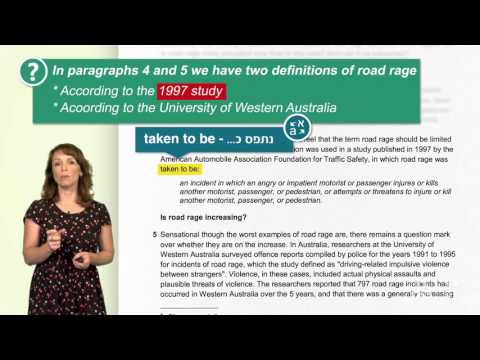 ?
In paragraphs 4 and 5 we have two definitions of road rage
* According to the 1997 study
* Acoording to the University of Western Australia
א
a
taken to be - נתפס כ...
feel that the term road rage should be limited
was used in a study published in 1997 by the
American Automobile Association Foundation for Traffic Safety, in which road rage was
taken to be:
an incident in which an angry or impatient motorist or passenger injures or kills
another motorist, passenger, or pedestrian, or attempts or threatens to injure or kill
another motorist, passenger, or pedestrian.
Is road rage increasing?
5 Sensational though the worst examples of road rage are, there remains a question mark
over whether they are on the increase. In Australia, researchers at the University of
Western Australia surveyed offence reports compiled by police for the years 1991 to 1995
for incidents of road rage, which the study defined as "driving-related impulsive violence
between strangers". Violence, in these cases, included actual physical assaults and
plausible threats of violence. The researchers reported that 797 road rage incidents had
occurred in Western Australia over the 5 years, and that there was a generally increasing